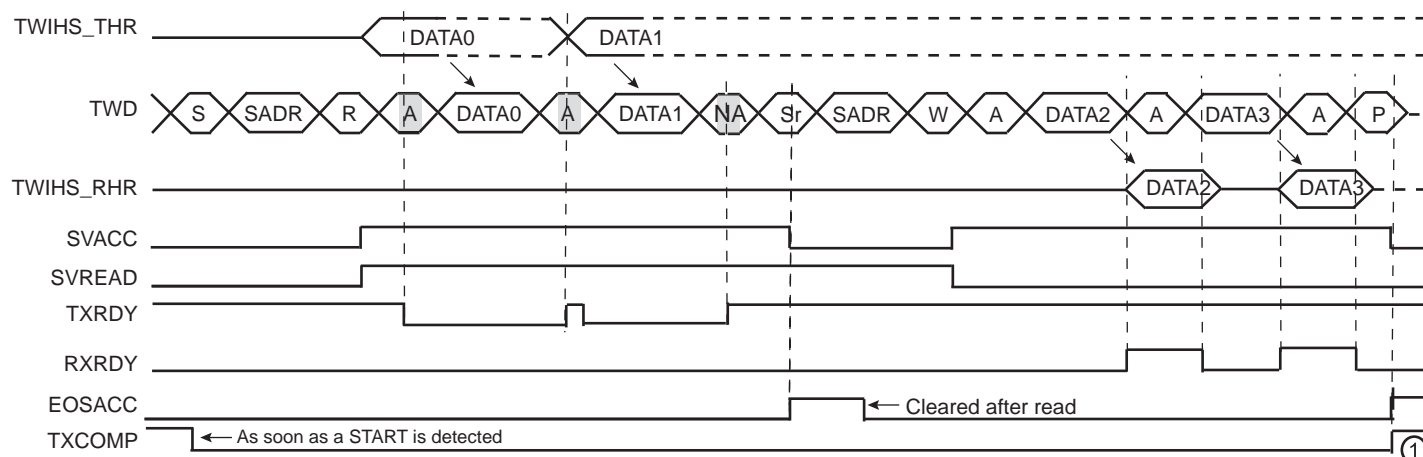 TWIHS_THR DATA0 DATA1
TWD S SADR R A DATA0 A DATA1 NA Sr SADR W A DATA2 A DATA3 A P
TWIHS_RHR DATA2 DATA3
SVACC
SVREAD
TXRDY
RXRDY
EOSACC Cleared after read
TXCOMP As soon as a START is detected 1